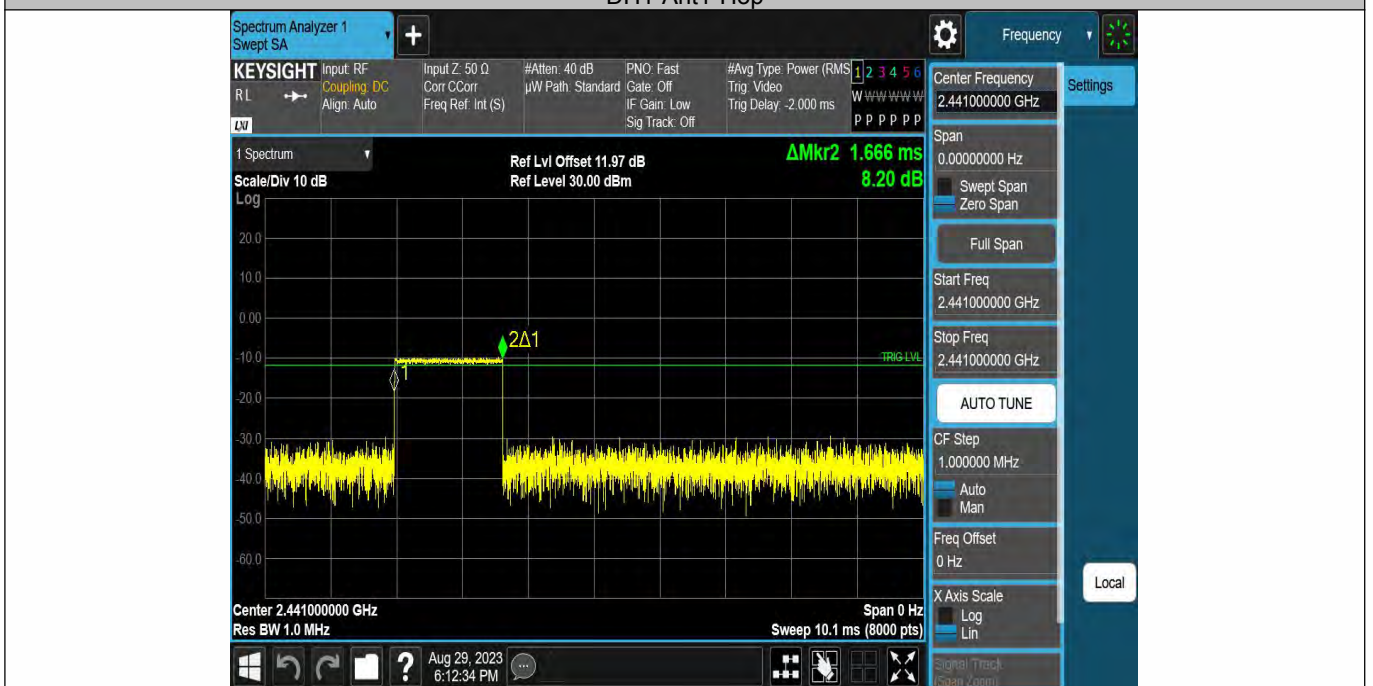 Spectrum Analyzer 1
Swept SA
+
Frequency
KEYSIGHT
RL
LXI
Input: RF
Coupling: DC
Align: Auto
Input Z: 50 Ω
Corr CCorr
Freq Ref: Int (S)
#Atten: 40 dB
µW Path: Standard
PNO: Fast
Gate: Off
IF Gain: Low
Sig Track: Off
#Avg Type: Power (RMS
Trig: Video
Trig Delay: -2.000 ms
1 2 3 4 5 6
W W W W W W
P P P P P P
Center Frequency
2.441000000 GHz
Settings
Span
0.00000000 Hz
Swept Span
Zero Span
Full Span
Start Freq
2.441000000 GHz
Stop Freq
2.441000000 GHz
AUTO TUNE
CF Step
1.000000 MHz
Auto
Man
Freq Offset
0 Hz
X Axis Scale
Log
Lin
Signal Track
(Span Zoom)
Local
1 Spectrum
Scale/Div 10 dB
Log
Ref Lvl Offset 11.97 dB
Ref Level 30.00 dBm
ΔMkr2 1.666 ms
8.20 dB
20.0
10.0
0.00
-10.0
-20.0
-30.0
-40.0
-50.0
-60.0
2Δ1
1
TRIG LVL
Center 2.441000000 GHz
Res BW 1.0 MHz
Span 0 Hz
Sweep 10.1 ms (8000 pts)
?
Aug 29, 2023
6:12:34 PM